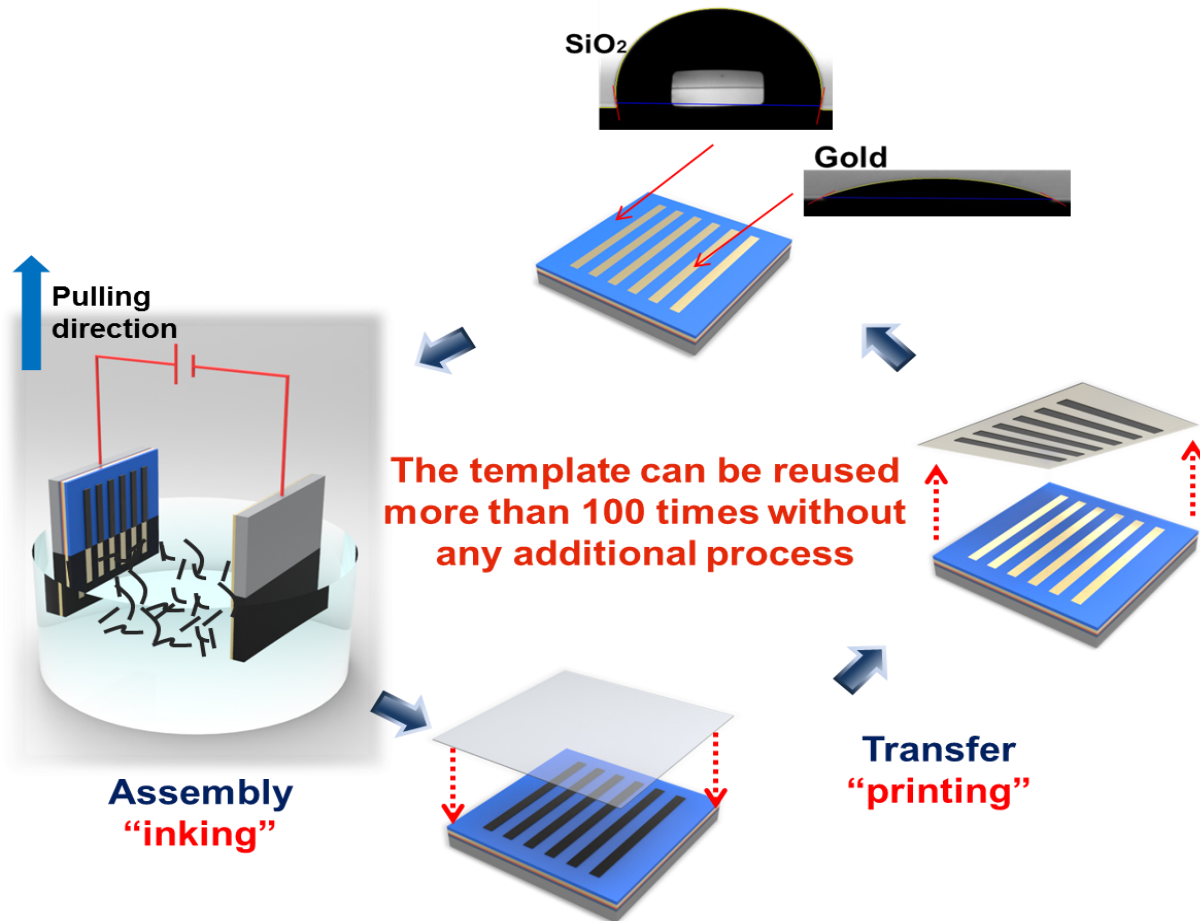 SiO₂
Gold
Pulling
direction
The template can be reused
more than 100 times without
any additional process
Assembly
“inking”
Transfer
“printing”